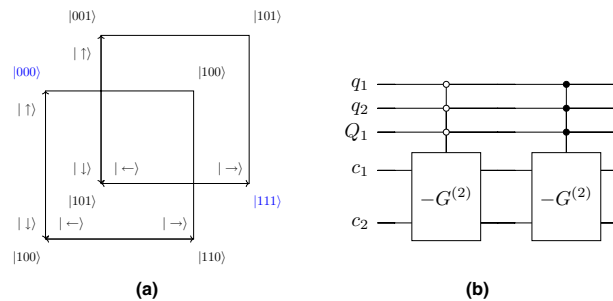 |001⟩ |101⟩
|↑⟩
|000⟩ |100⟩
|↑⟩
|↓⟩ |←⟩ |→⟩
|101⟩ |111⟩
|↓⟩ |←⟩ |→⟩
|100⟩ |110⟩
(a)
q1
q2
Q1
c1
−G(2) −G(2)
c2
(b)